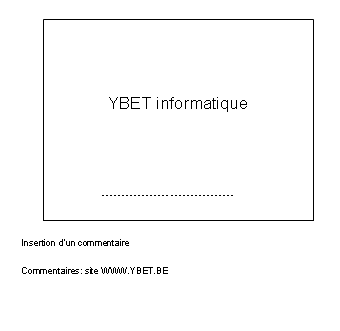 YBET informatique
Insertion d'un commentaire
Commentaires: site WWW.YBET.BE